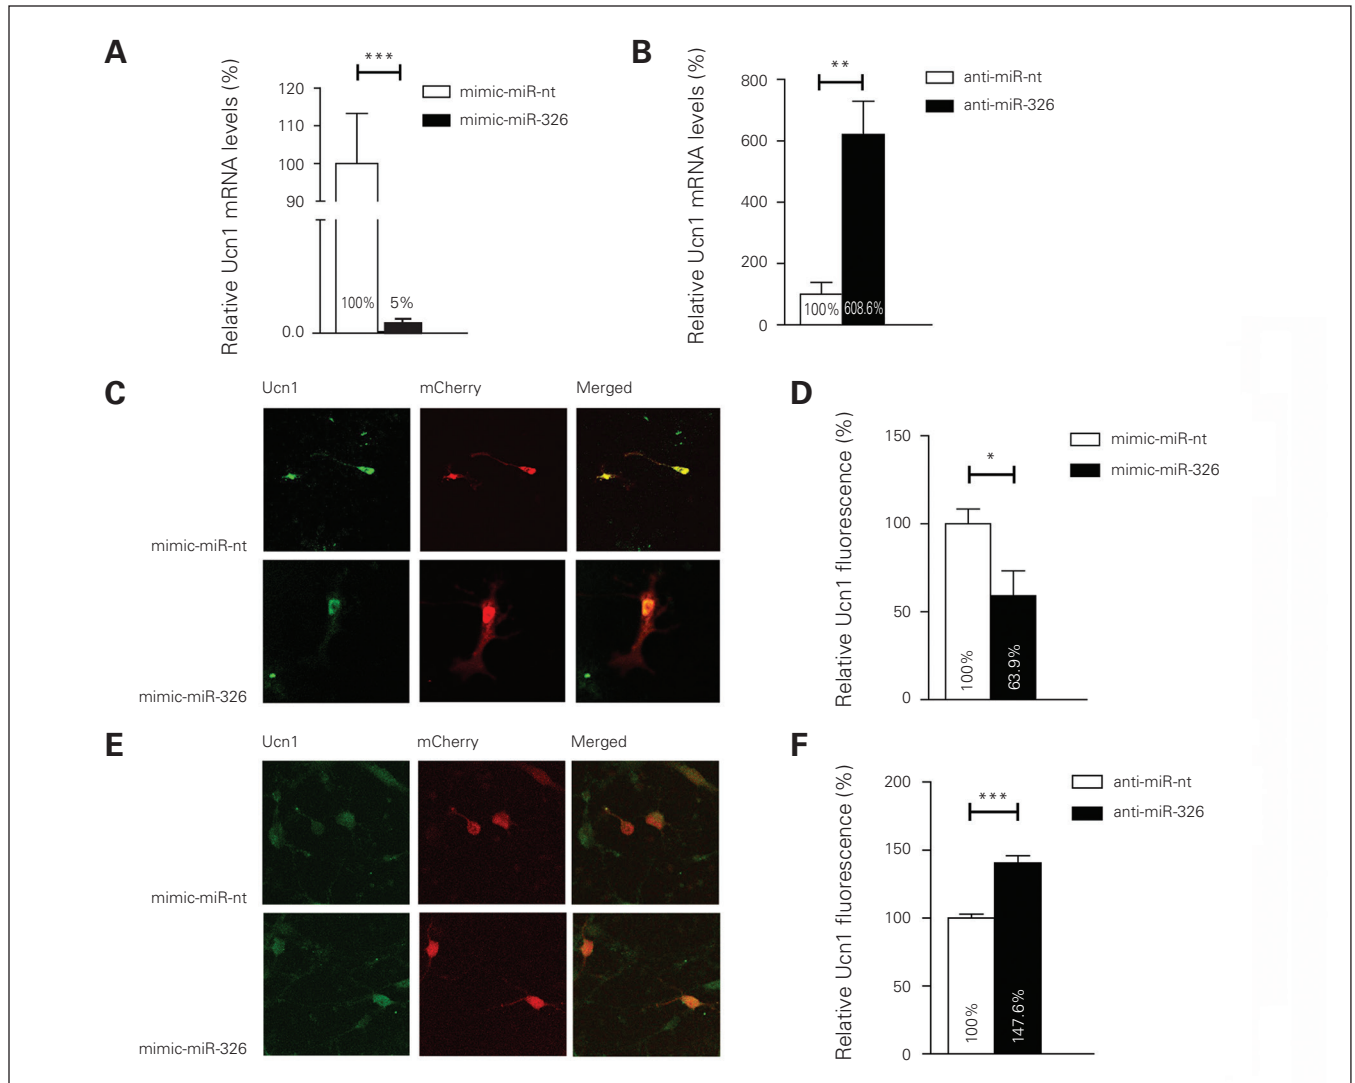 A
Relative Ucn1 mRNA levels (%)
***
120
110
100
90
0.0
100%
5%
mimic-miR-nt
mimic-miR-326
B
Relative Ucn1 mRNA levels (%)
**
800
600
400
200
0
100%
608.6%
anti-miR-nt
anti-miR-326
C
Ucn1 mCherry Merged
mimic-miR-nt
mimic-miR-326
D
Relative Ucn1 fluorescence (%)
*
150
100
50
0
100%
63.9%
mimic-miR-nt
mimic-miR-326
E
Ucn1 mCherry Merged
mimic-miR-nt
mimic-miR-326
F
Relative Ucn1 fluorescence (%)
***
200
150
100
50
0
100%
147.6%
anti-miR-nt
anti-miR-326